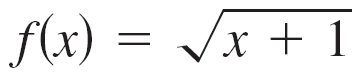 f(x) = √x + 1